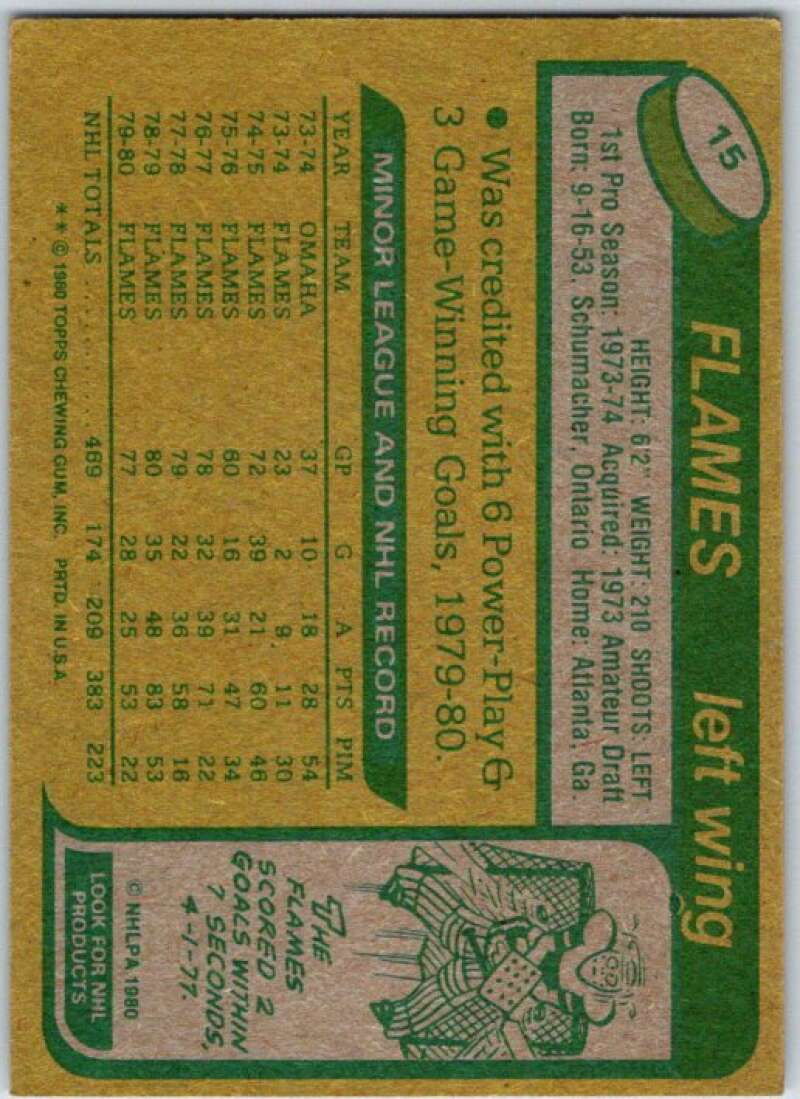 15
FLAMES left wing
HEIGHT: 6'2" WEIGHT: 210 SHOOTS: LEFT
1st Pro Season: 1973-74 Acquired: 1973 Amateur Draft
Born: 9-16-53, Schumacher, Ontario Home: Atlanta, Ga.
• Was credited with 6 Power-Play &
3 Game-Winning Goals, 1979-80.
MINOR LEAGUE AND NHL RECORD
YEAR TEAM GP G A PTS PIM
73-74 OMAHA 37 10 18 28 54
73-74 FLAMES 23 2 9 11 30
74-75 FLAMES 72 39 21 60 46
75-76 FLAMES 60 16 31 47 34
76-77 FLAMES 78 32 39 71 22
77-78 FLAMES 79 22 36 58 16
78-79 FLAMES 80 35 48 83 53
79-80 FLAMES 77 28 25 53 22
NHL TOTALS .......... 469 174 209 383 223
** © 1980 TOPPS CHEWING GUM, INC. PRTD. IN U.S.A.
THE
FLAMES
SCORED 2
GOALS WITHIN
7 SECONDS,
4-1-77.
© NHLPA 1980
LOOK FOR NHL
PRODUCTS